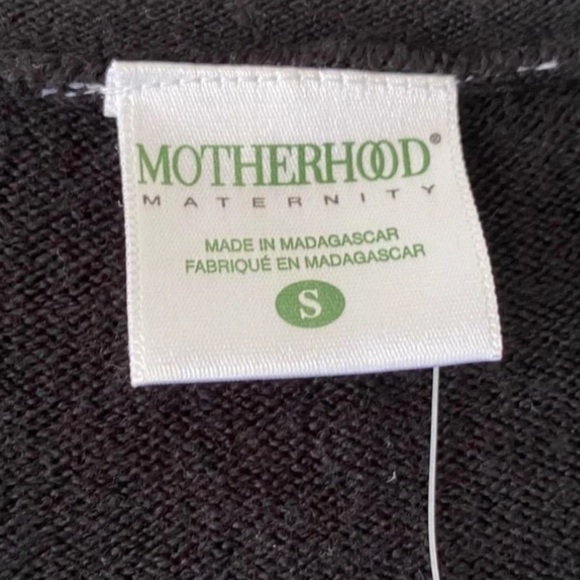 MOTHERHOOD®
MATERNITY
MADE IN MADAGASCAR
FABRIQUÉ EN MADAGASCAR
S